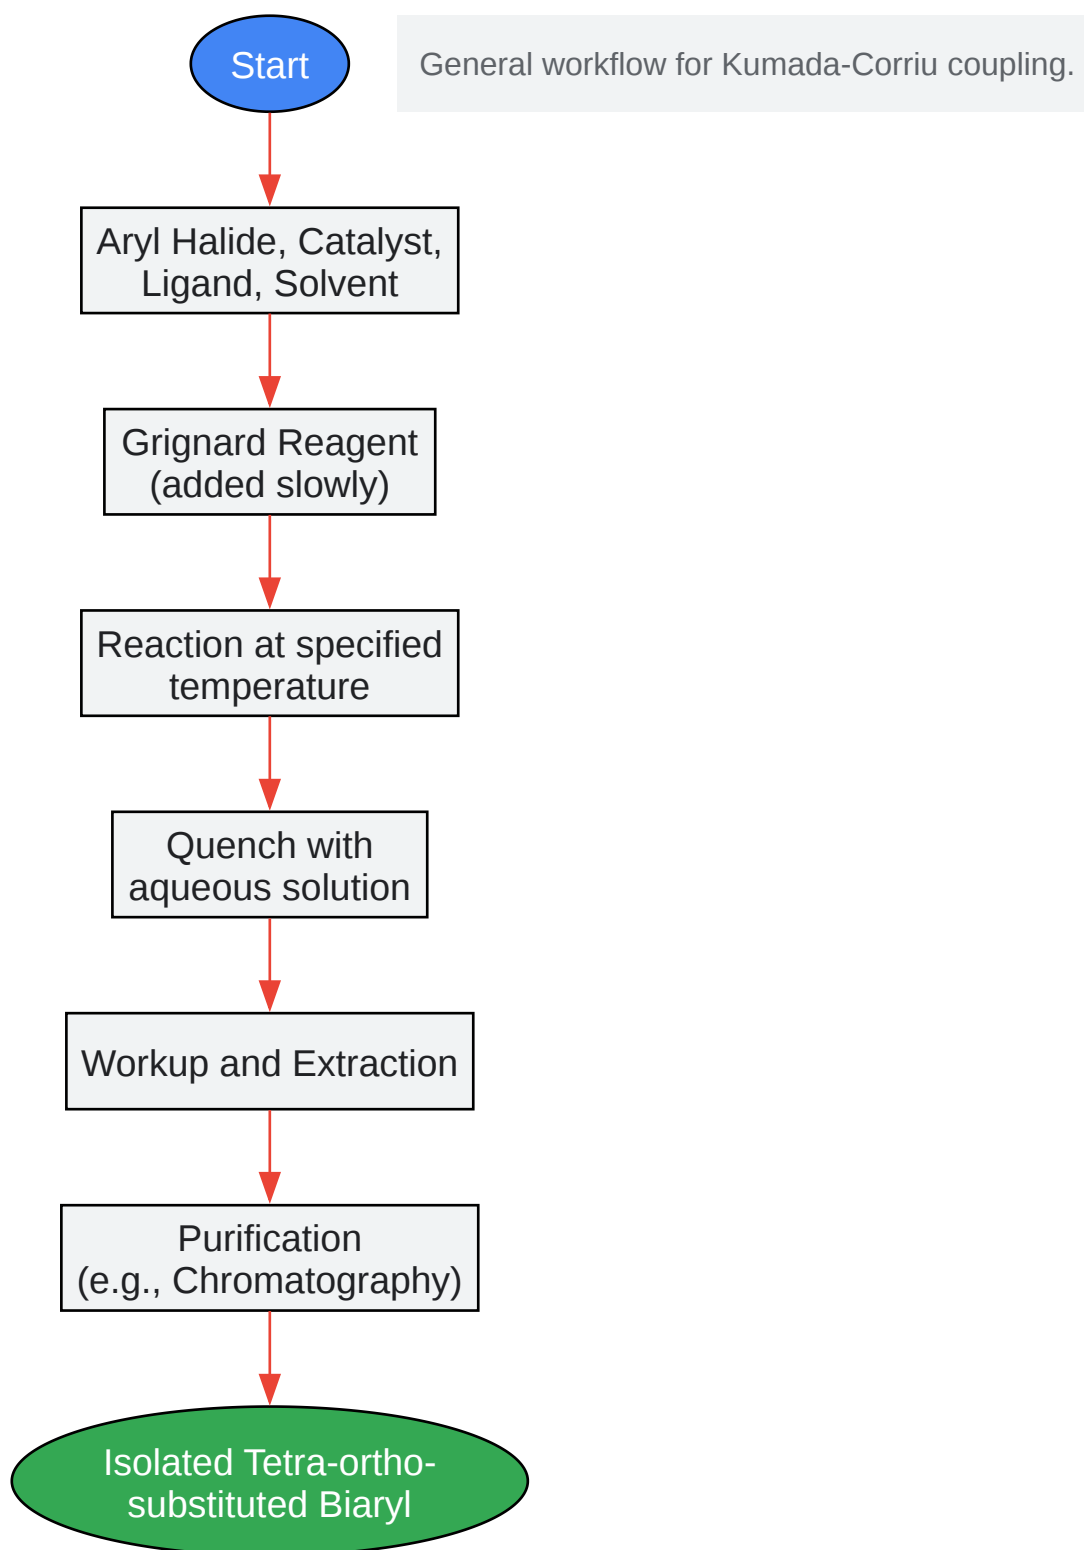 Start
General workflow for Kumada-Corriu coupling.
Aryl Halide, Catalyst,
Ligand, Solvent
Grignard Reagent
(added slowly)
Reaction at specified
temperature
Quench with
aqueous solution
Workup and Extraction
Purification
(e.g., Chromatography)
Isolated Tetra-ortho-
substituted Biaryl